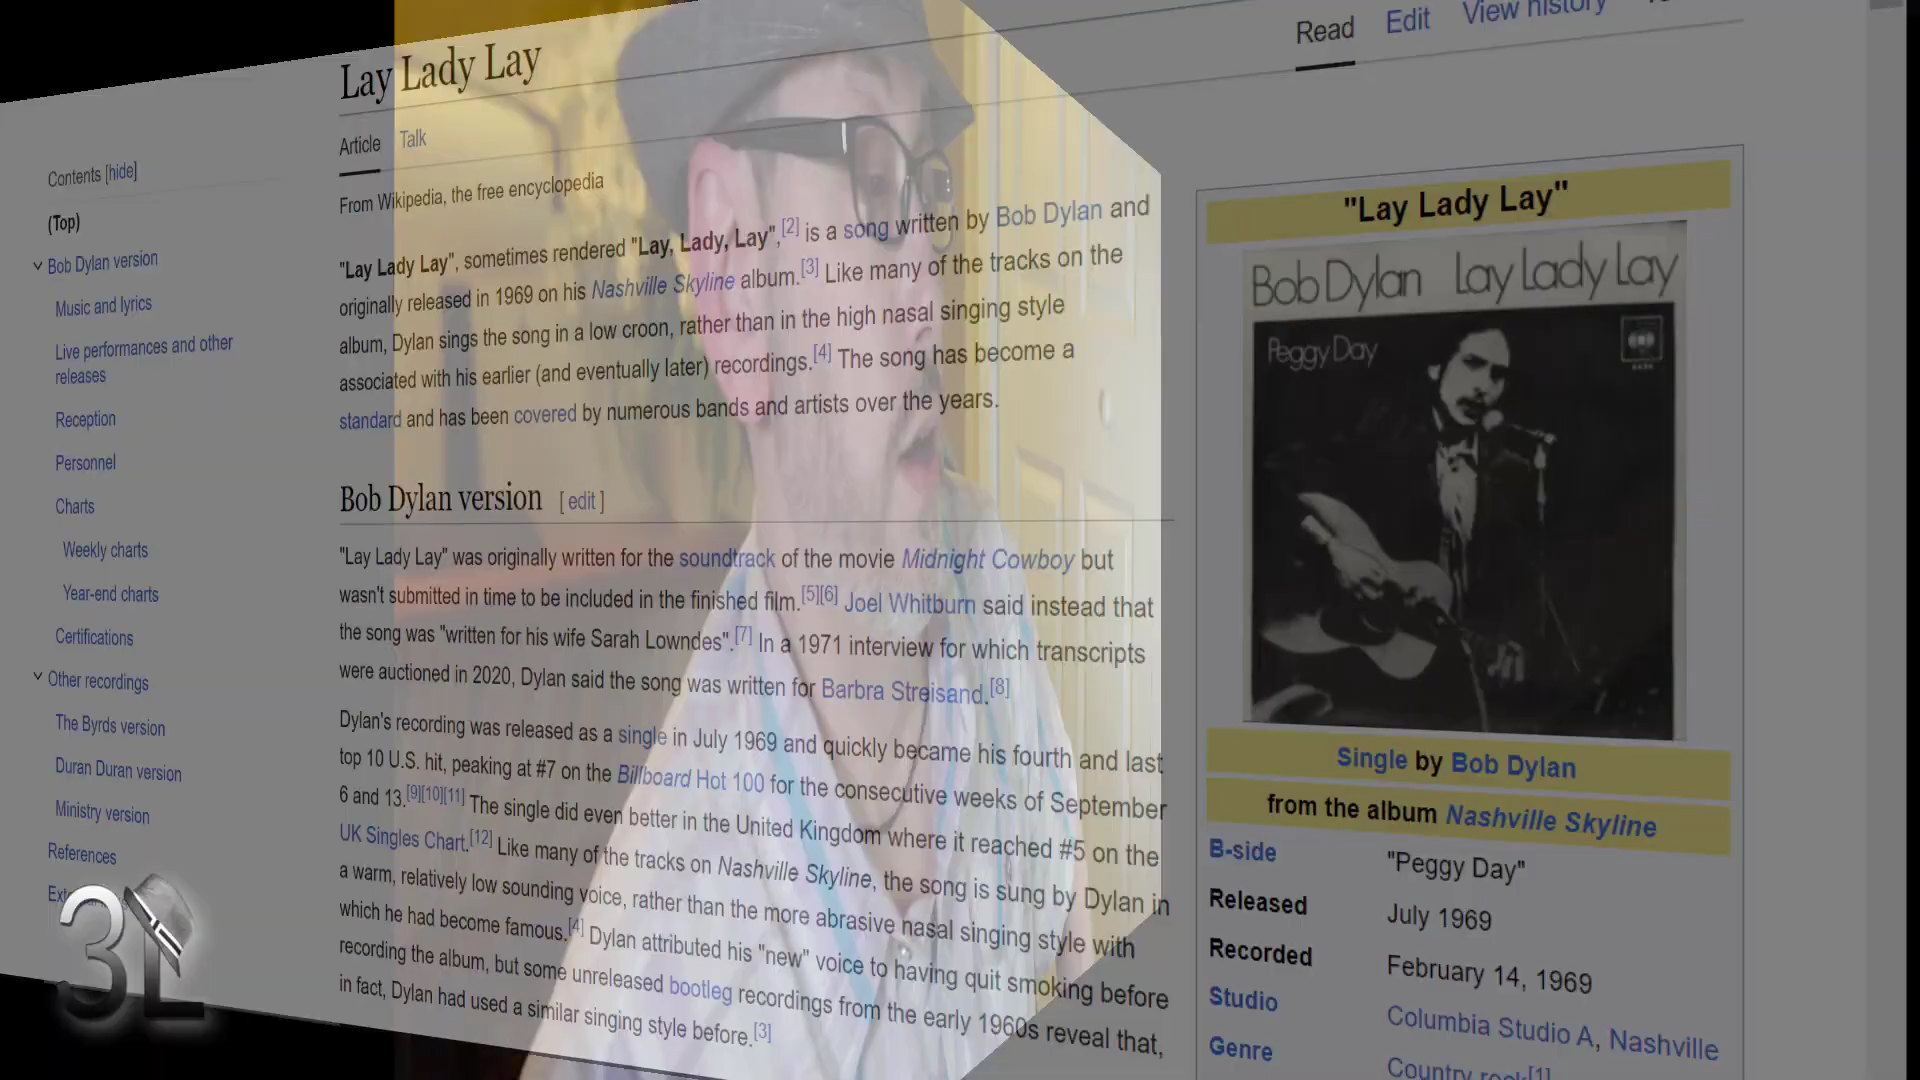 Read Edit View history
Lay Lady Lay
Article Talk
From Wikipedia, the free encyclopedia
"Lay Lady Lay", sometimes rendered "Lay, Lady, Lay",[2] is a song written by Bob Dylan and
originally released in 1969 on his Nashville Skyline album.[3] Like many of the tracks on the
album, Dylan sings the song in a low croon, rather than in the high nasal singing style
associated with his earlier (and eventually later) recordings.[4] The song has become a
standard and has been covered by numerous bands and artists over the years.
Bob Dylan version [ edit ]
"Lay Lady Lay" was originally written for the soundtrack of the movie Midnight Cowboy but
wasn't submitted in time to be included in the finished film.[5][6] Joel Whitburn said instead that
the song was "written for his wife Sarah Lowndes".[7] In a 1971 interview for which transcripts
were auctioned in 2020, Dylan said the song was written for Barbra Streisand.[8]
Dylan's recording was released as a single in July 1969 and quickly became his fourth and last
top 10 U.S. hit, peaking at #7 on the Billboard Hot 100 for the consecutive weeks of September
6 and 13.[9][10][11] The single did even better in the United Kingdom where it reached #5 on the
UK Singles Chart.[12] Like many of the tracks on Nashville Skyline, the song is sung by Dylan in
a warm, relatively low sounding voice, rather than the more abrasive nasal singing style with
which he had become famous.[4] Dylan attributed his "new" voice to having quit smoking before
recording the album, but some unreleased bootleg recordings from the early 1960s reveal that,
in fact, Dylan had used a similar singing style before.[3]
Contents [hide]
(Top)
Bob Dylan version
Music and lyrics
Live performances and other
releases
Reception
Personnel
Charts
Weekly charts
Year-end charts
Certifications
Other recordings
The Byrds version
Duran Duran version
Ministry version
References
3L
"Lay Lady Lay"
Bob Dylan Lay Lady Lay
Peggy Day
Single by Bob Dylan
from the album Nashville Skyline
B-side "Peggy Day"
Released July 1969
Recorded February 14, 1969
Studio Columbia Studio A, Nashville
Genre Country rock[1]